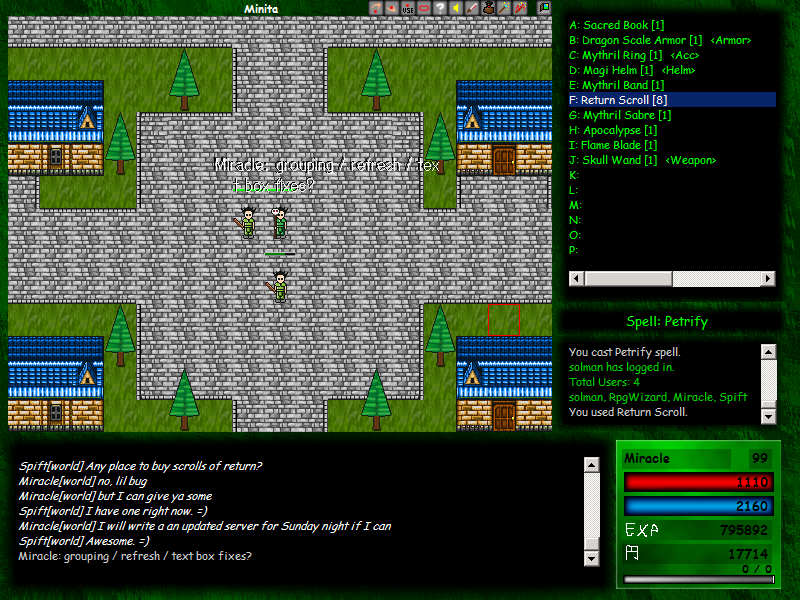 Minita
USE
Miracle: grouping / refresh / tex
t box fixes?
A: Sacred Book [1]
B: Dragon Scale Armor [1] <Armor>
C: Mythril Ring [1] <Acc>
D: Magi Helm [1] <Helm>
E: Mythril Band [1]
F: Return Scroll [8]
G: Mythril Sabre [1]
H: Apocalypse [1]
I: Flame Blade [1]
J: Skull Wand [1] <Weapon>
K:
L:
M:
N:
O:
P:
Spell: Petrify
You cast Petrify spell.
solman has logged in.
Total Users: 4
solman, RpgWizard, Miracle, Spift
You used Return Scroll.
Spift[world] Any place to buy scrolls of return?
Miracle[world] no, lil bug
Miracle[world] but I can give ya some
Spift[world] I have one right now. =)
Miracle[world] I will write a an updated server for Sunday night if I can
Spift[world] Awesome. =)
Miracle: grouping / refresh / text box fixes?
Miracle 99
1110
2160
EXP 795892
円 17714
0 / 0